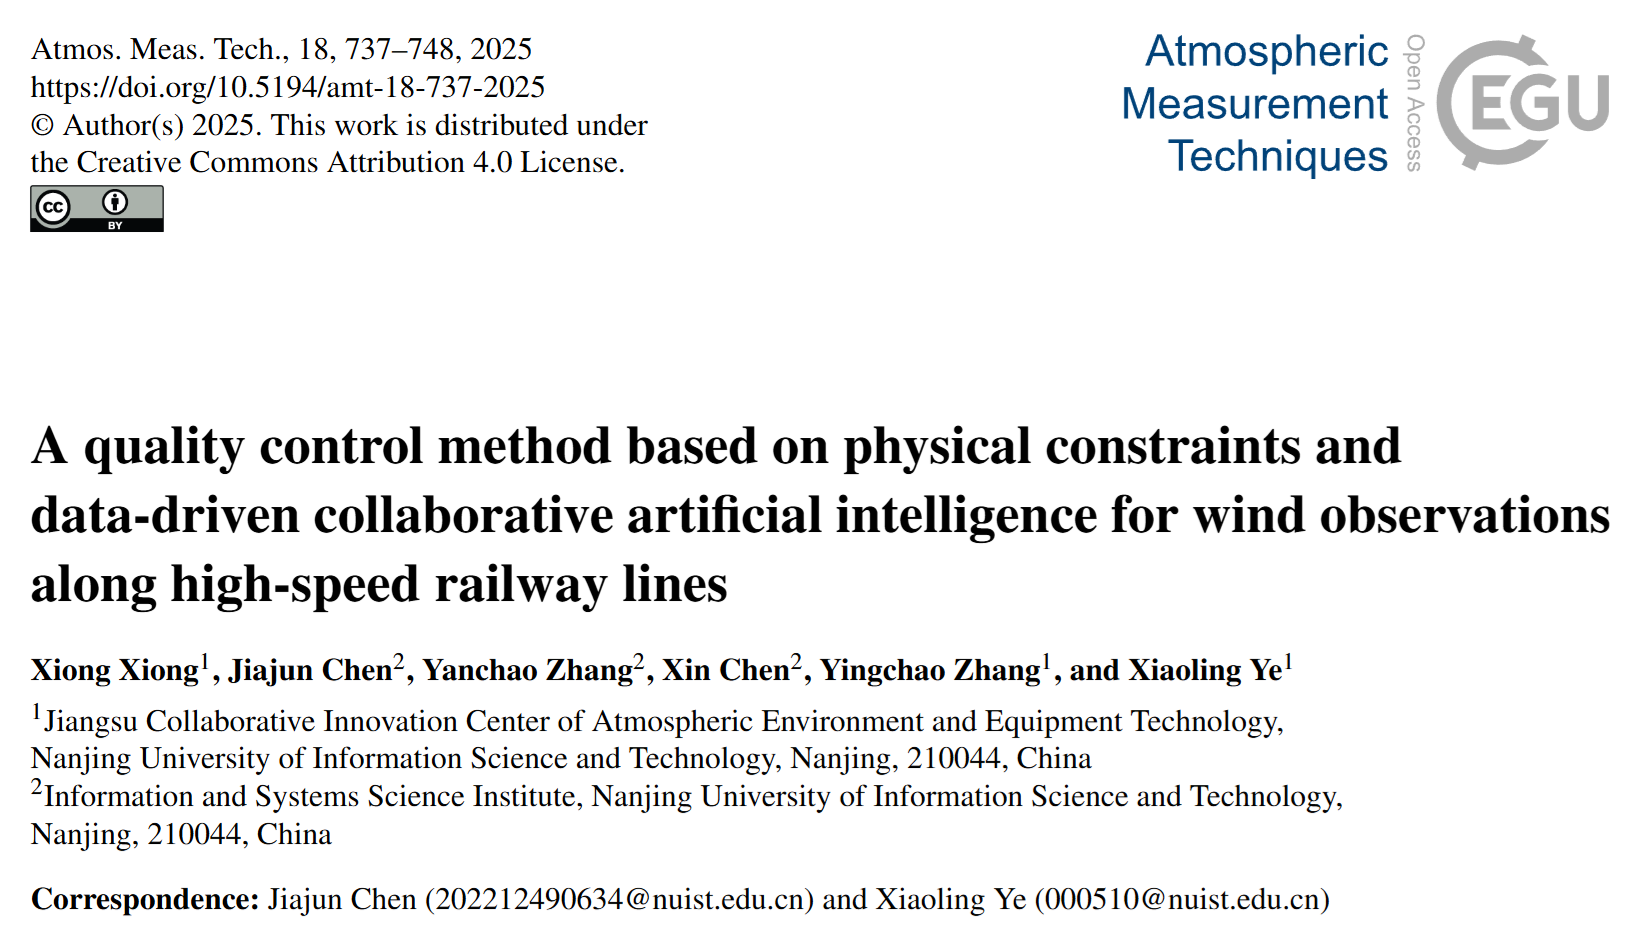 Atmos. Meas. Tech., 18, 737–748, 2025
https://doi.org/10.5194/amt-18-737-2025
© Author(s) 2025. This work is distributed under
the Creative Commons Attribution 4.0 License.
cc
BY
Atmospheric
Measurement
Techniques
Open Access
EGU
A quality control method based on physical constraints and
data-driven collaborative artificial intelligence for wind observations
along high-speed railway lines
Xiong Xiong¹, Jiajun Chen², Yanchao Zhang², Xin Chen², Yingchao Zhang¹, and Xiaoling Ye¹
¹Jiangsu Collaborative Innovation Center of Atmospheric Environment and Equipment Technology,
Nanjing University of Information Science and Technology, Nanjing, 210044, China
²Information and Systems Science Institute, Nanjing University of Information Science and Technology,
Nanjing, 210044, China
Correspondence: Jiajun Chen (202212490634@nuist.edu.cn) and Xiaoling Ye (000510@nuist.edu.cn)